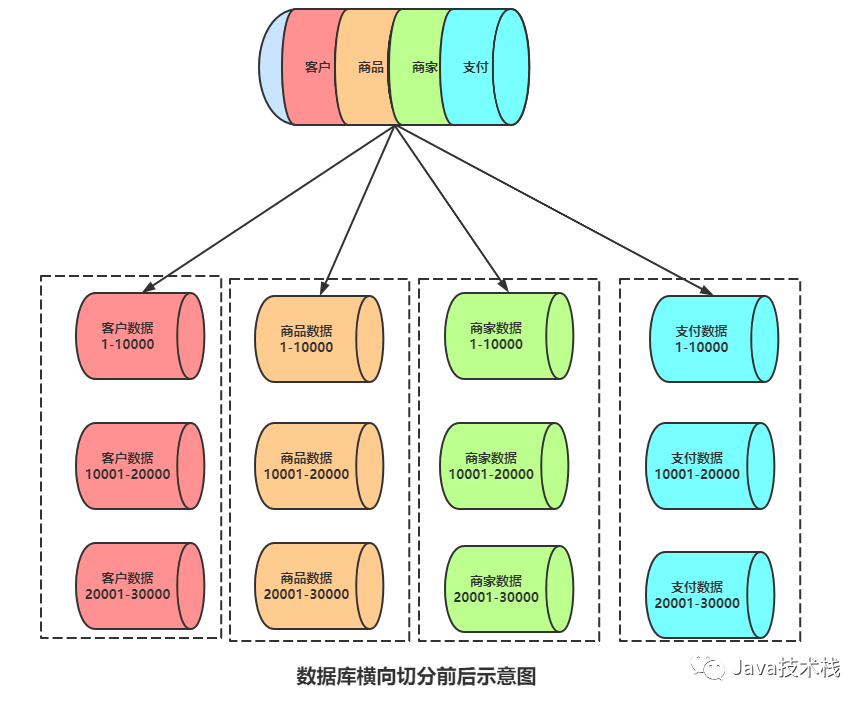 客户
商品
商家
支付
客户数据
1-10000
商品数据
1-10000
商家数据
1-10000
支付数据
1-10000
客户数据
10001-20000
商品数据
10001-20000
商家数据
10001-20000
支付数据
10001-20000
客户数据
20001-30000
商品数据
20001-30000
商家数据
20001-30000
支付数据
20001-30000
数据库横向切分前后示意图
Java技术栈